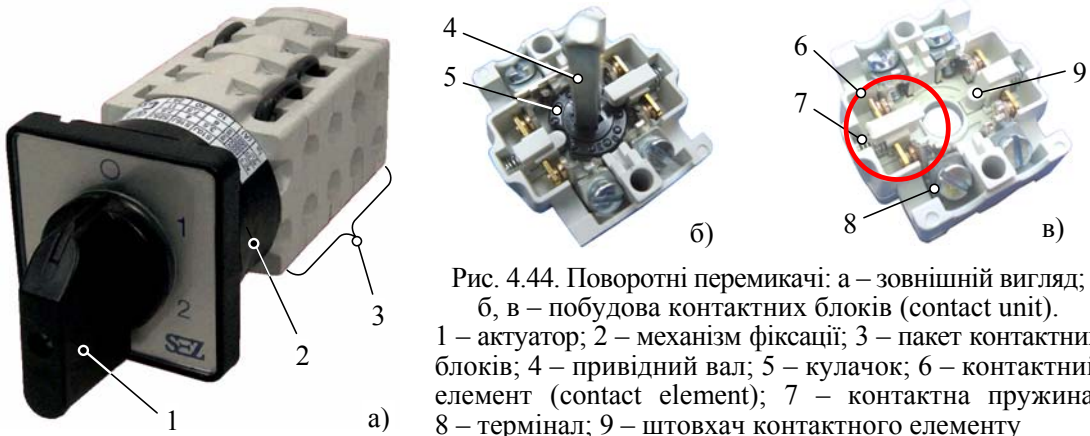 4
5
6
7
8
9
б)
в)
O
1
2
SEZ
1
2
3
а)
Рис. 4.44. Поворотні перемикачі: а – зовнішній вигляд;
б, в – побудова контактних блоків (contact unit).
1 – актуатор; 2 – механізм фіксації; 3 – пакет контактни
блоків; 4 – привідний вал; 5 – кулачок; 6 – контактний
елемент (contact element); 7 – контактна пружина
8 – термінал; 9 – штовхач контактного елементу